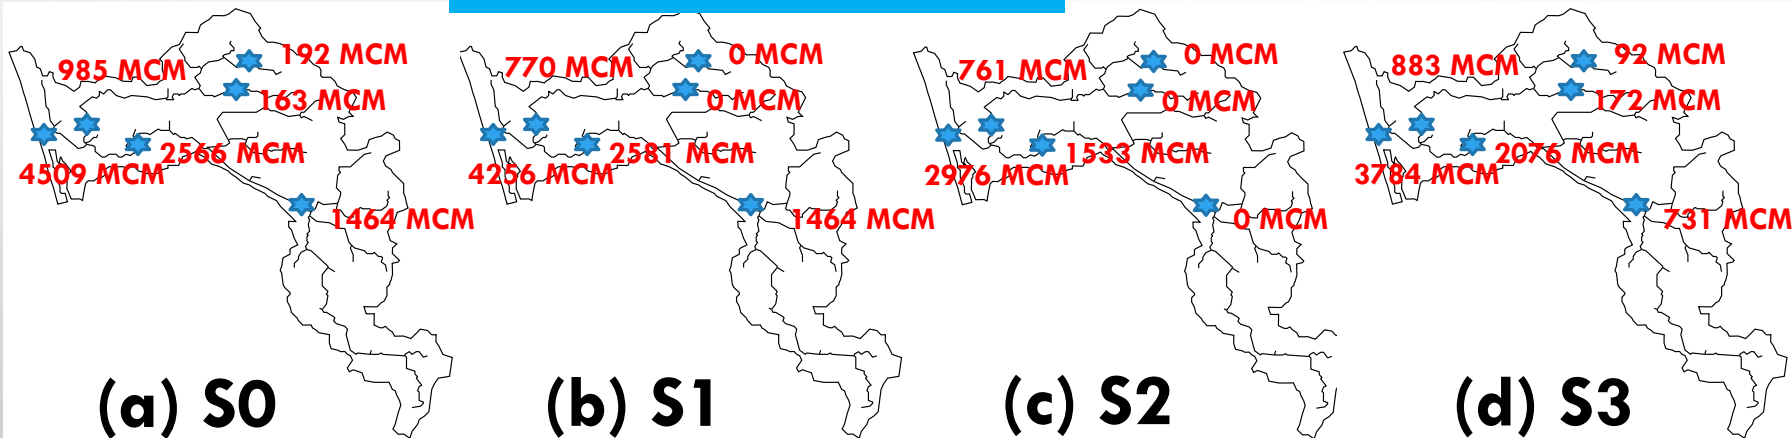 192 MCM
985 MCM
163 MCM
2566 MCM
4509 MCM
1464 MCM
(a) S0
0 MCM
770 MCM
0 MCM
2581 MCM
4256 MCM
1464 MCM
(b) S1
0 MCM
761 MCM
0 MCM
1533 MCM
2976 MCM
0 MCM
(c) S2
92 MCM
883 MCM
172 MCM
2076 MCM
3784 MCM
731 MCM
(d) S3